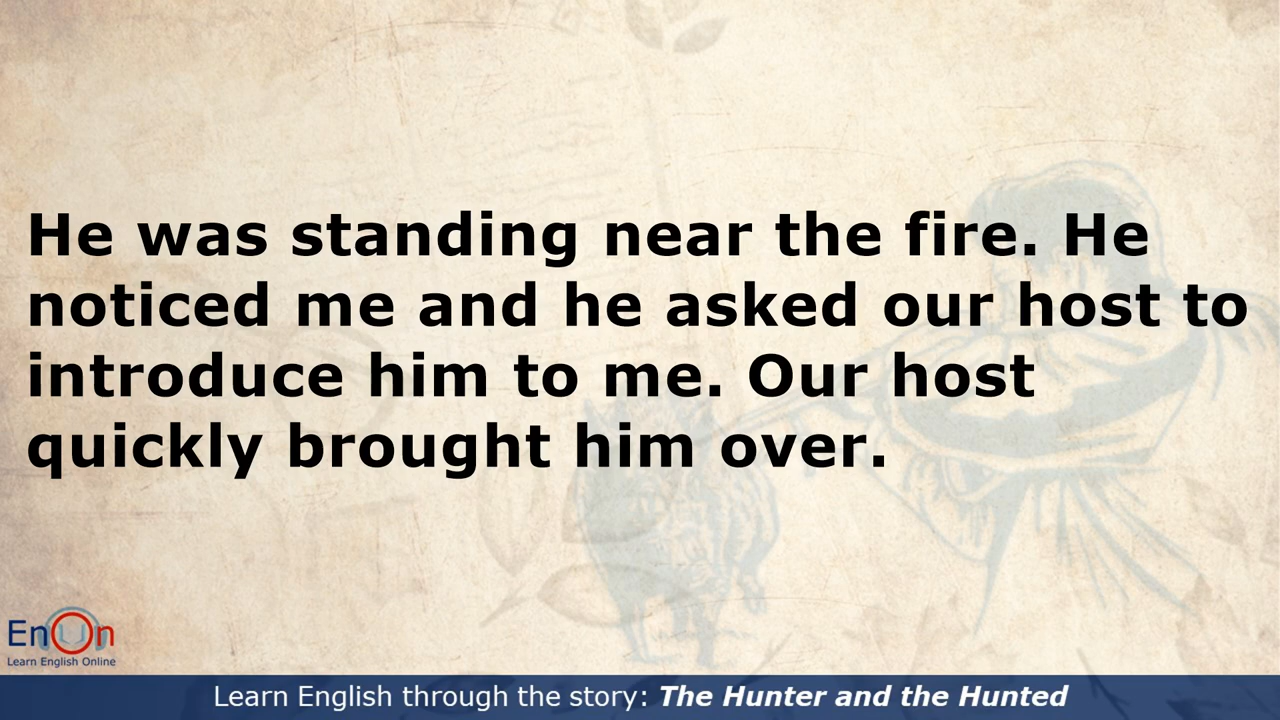 He was standing near the fire. He
noticed me and he asked our host to
introduce him to me. Our host
quickly brought him over.
EnOn
Learn English Online
Learn English through the story: The Hunter and the Hunted